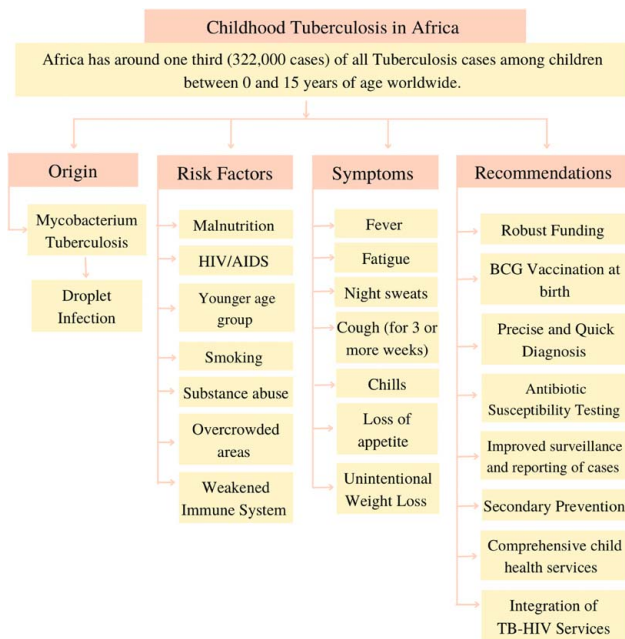 Childhood Tuberculosis in Africa
Africa has around one third (322,000 cases) of all Tuberculosis cases among children
between 0 and 15 years of age worldwide.
Origin
Mycobacterium
Tuberculosis
Droplet
Infection
Risk Factors
Malnutrition
HIV/AIDS
Younger age
group
Smoking
Substance abuse
Overcrowded
areas
Weakened
Immune System
Symptoms
Fever
Fatigue
Night sweats
Cough (for 3 or
more weeks)
Chills
Loss of
appetite
Unintentional
Weight Loss
Recommendations
Robust Funding
BCG Vaccination at
birth
Precise and Quick
Diagnosis
Antibiotic
Susceptibility Testing
Improved surveillance
and reporting of cases
Secondary Prevention
Comprehensive child
health services
Integration of
TB-HIV Services